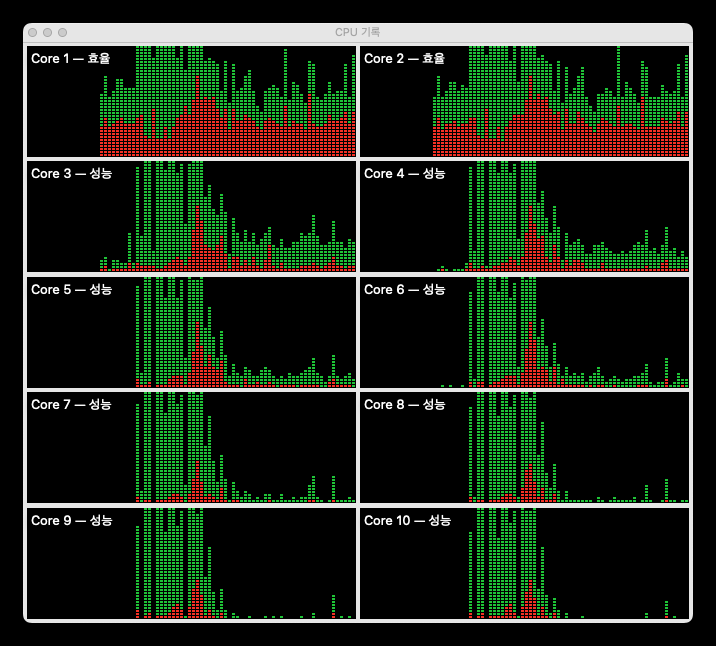 CPU 기록
Core 1 — 효율
Core 2 — 효율
Core 3 — 성능
Core 4 — 성능
Core 5 — 성능
Core 6 — 성능
Core 7 — 성능
Core 8 — 성능
Core 9 — 성능
Core 10 — 성능